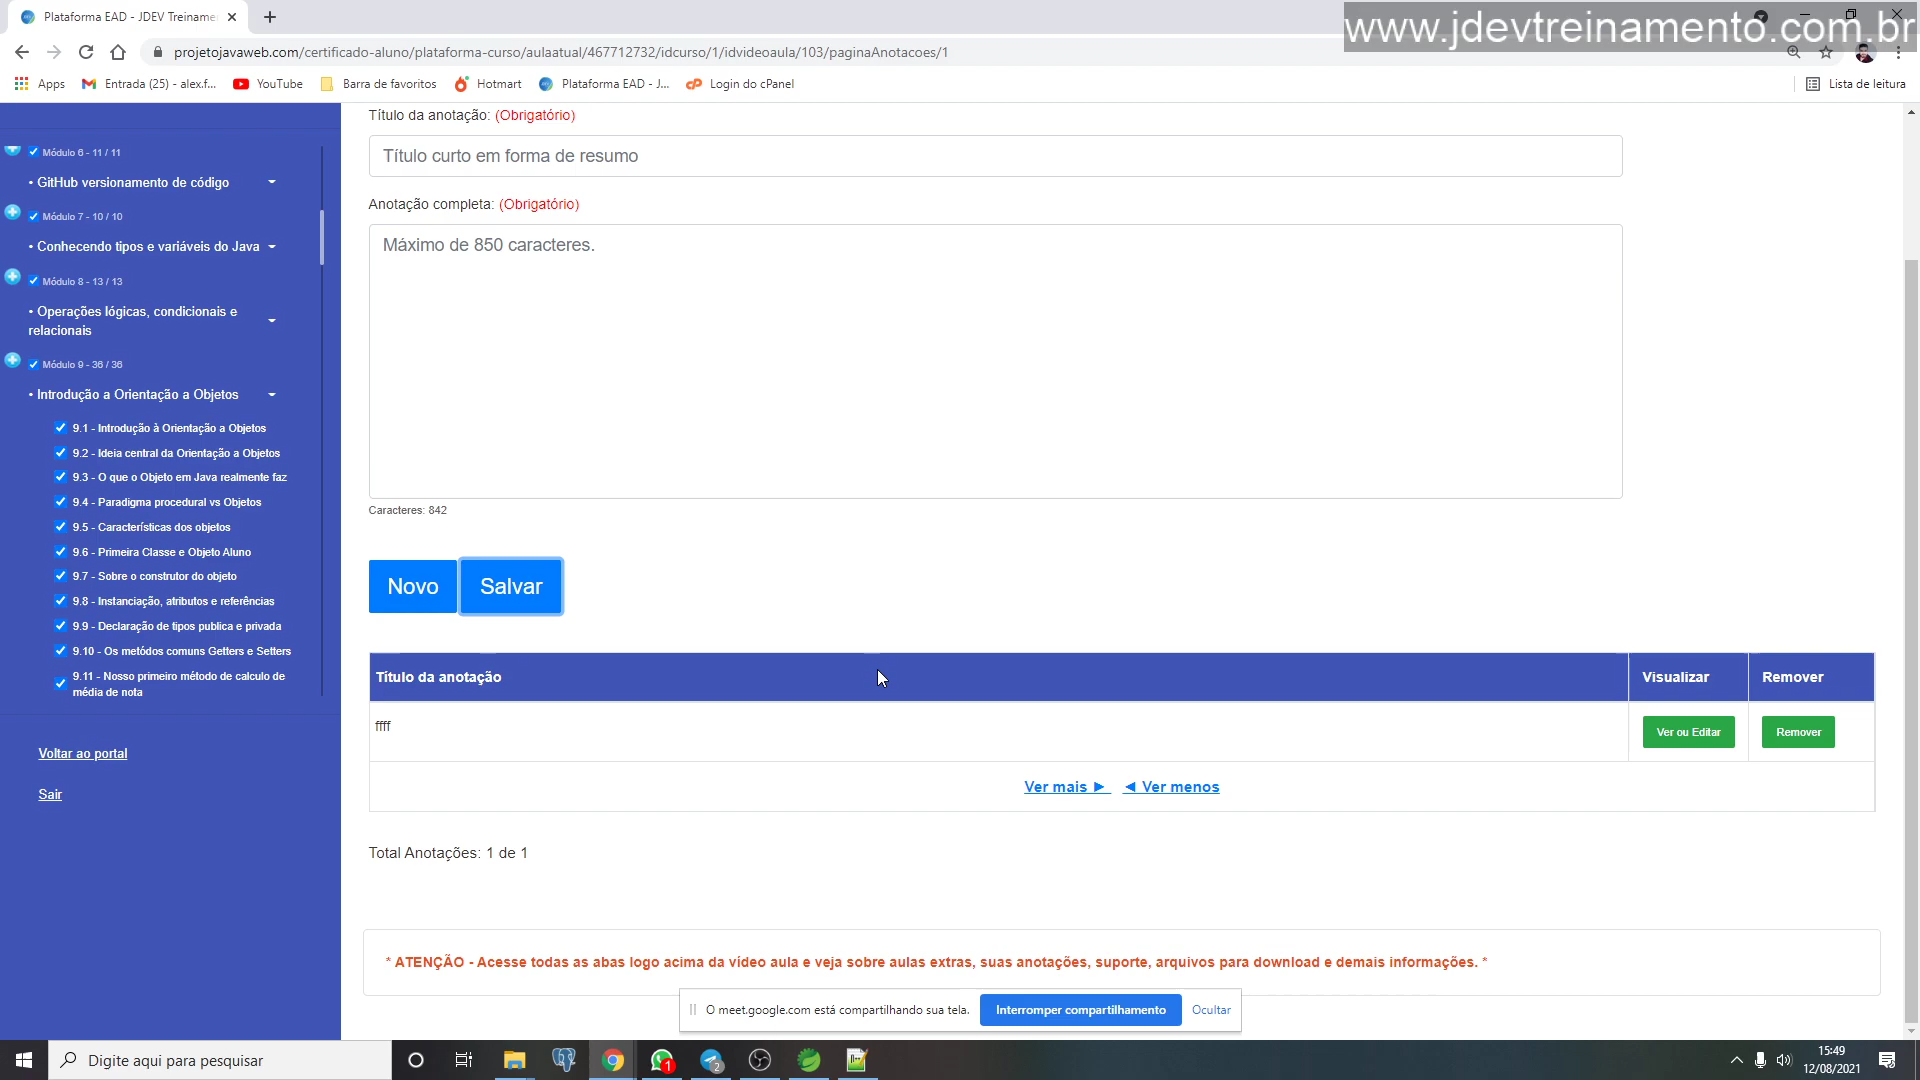 Plataforma EAD - JDEV Treiname
www.jdevtreinamento.com.br
projetojavaweb.com/certificado-aluno/plataforma-curso/aulaatual/467712732/idcurso/1/idvideoaula/103/paginaAnotacoes/1
Apps
Entrada (25) - alex.f...
YouTube
Barra de favoritos
Hotmart
Plataforma EAD - J...
Login do cPanel
Lista de leitura
Módulo 6 - 11 / 11
• GitHub versionamento de código
Módulo 7 - 10 / 10
• Conhecendo tipos e variáveis do Java
Módulo 8 - 13 / 13
• Operações lógicas, condicionais e
relacionais
Módulo 9 - 36 / 36
• Introdução a Orientação a Objetos
9.1 - Introdução à Orientação a Objetos
9.2 - Ideia central da Orientação a Objetos
9.3 - O que o Objeto em Java realmente faz
9.4 - Paradigma procedural vs Objetos
9.5 - Características dos objetos
9.6 - Primeira Classe e Objeto Aluno
9.7 - Sobre o construtor do objeto
9.8 - Instanciação, atributos e referências
9.9 - Declaração de tipos publica e privada
9.10 - Os metódos comuns Getters e Setters
9.11 - Nosso primeiro método de calculo de
média de nota
Voltar ao portal
Sair
Título da anotação: (Obrigatório)
Título curto em forma de resumo
Anotação completa: (Obrigatório)
Máximo de 850 caracteres.
Caracteres: 842
Novo
Salvar
Título da anotação
Visualizar
Remover
ffff
Ver ou Editar
Remover
Ver mais ► ◄ Ver menos
Total Anotações: 1 de 1
* ATENÇÃO - Acesse todas as abas logo acima da vídeo aula e veja sobre aulas extras, suas anotações, suporte, arquivos para download e demais informações. *
O meet.google.com está compartilhando sua tela.
Interromper compartilhamento
Ocultar
Digite aqui para pesquisar
1
2
15:49
12/08/2021